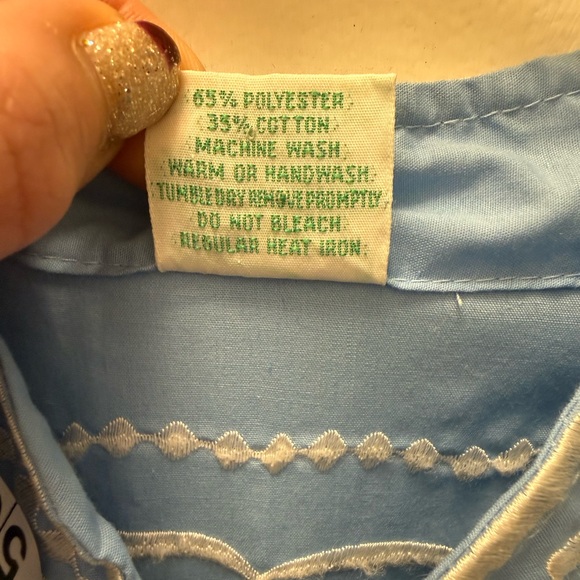 65% POLYESTER
35% COTTON
MACHINE WASH
WARM OR HANDWASH
TUMBLE DRY REMOVE PROMPTLY
DO NOT BLEACH
REGULAR HEAT IRON